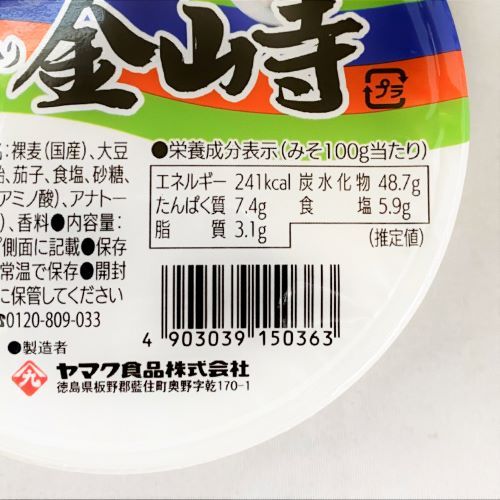 り 金山寺
プラ
名:裸麦(国産)、大豆
飴、茄子、食塩、砂糖、
アミノ酸)、アナトー
)、香料●内容量:
プ側面に記載●保存
常温で保存●開封
に保管してください
☎0120-809-033
●栄養成分表示(みそ100g当たり)
エネルギー 241kcal 炭水化物 48.7g
たんぱく質 7.4g 食塩 5.9g
脂質 3.1g
(推定値)
4 903039 150363
●製造者
九 ヤマク食品株式会社
徳島県板野郡藍住町奥野字乾170-1